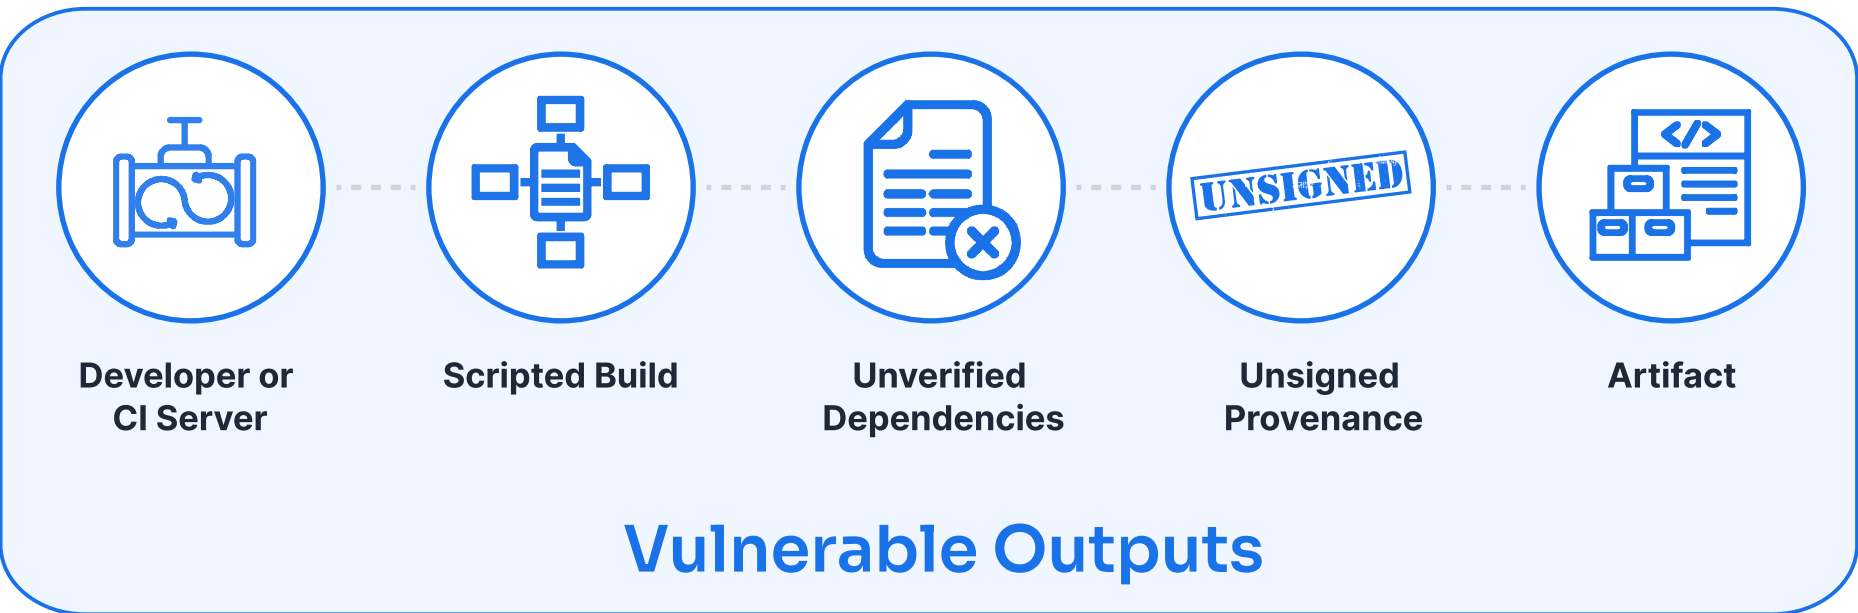 UNSIGNED
</>
Developer or
CI Server
Scripted Build
Unverified
Dependencies
Unsigned
Provenance
Artifact
Vulnerable Outputs